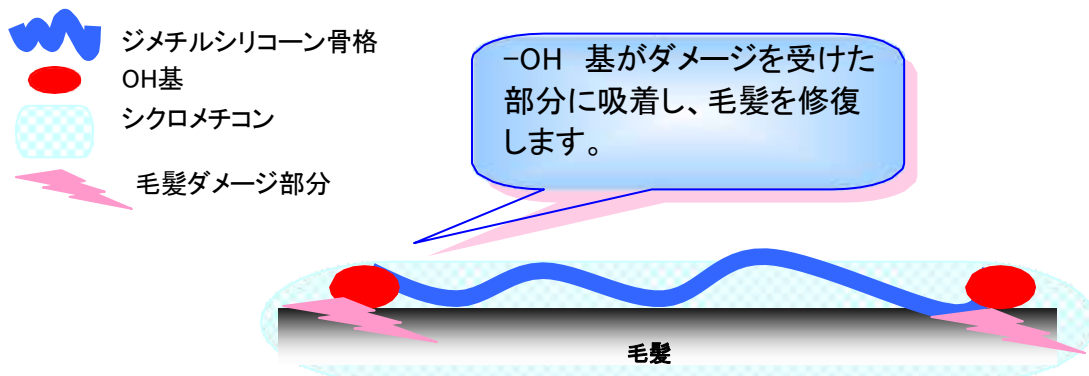 ジメチルシリコーン骨格
OH基
シクロメチコン
毛髪ダメージ部分
-OH 基がダメージを受けた
部分に吸着し、毛髪を修復
します。
毛髪